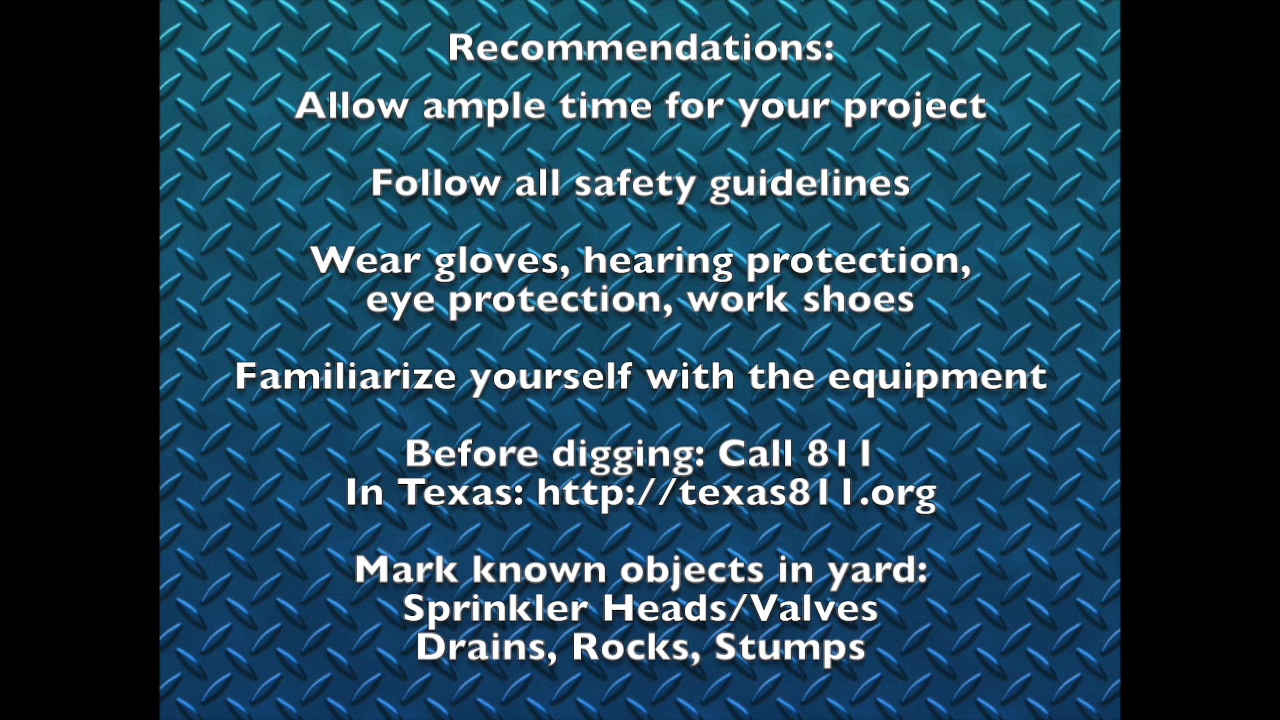 Recommendations:
Allow ample time for your project
Follow all safety guidelines
Wear gloves, hearing protection,
eye protection, work shoes
Familiarize yourself with the equipment
Before digging: Call 811
In Texas: http://texas811.org
Mark known objects in yard:
Sprinkler Heads/Valves
Drains, Rocks, Stumps